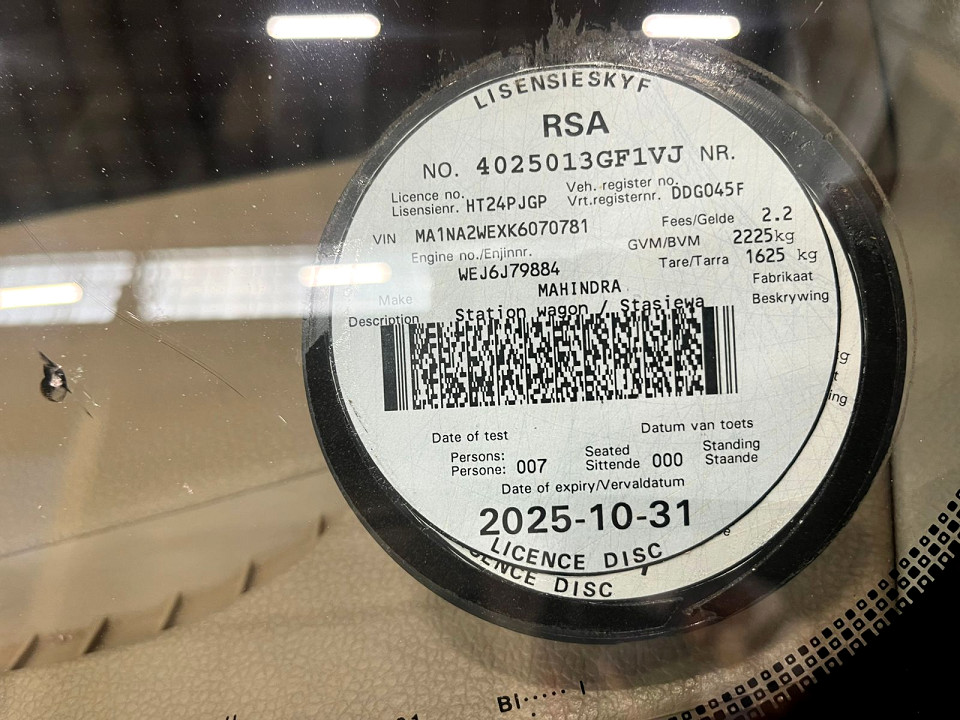 LISENSIESKYF
RSA
NO. 4025013GF1VJ NR.
Licence no. Veh. register no.
Lisensienr. HT24PJGP Vrt.registernr. DDG045F
VIN MA1NA2WEXK6070781 Fees/Gelde 2.2
Engine no./Enjinnr. GVM/BVM 2225kg
WEJ6J79884 Tare/Tarra 1625 kg
MAHINDRA Fabrikaat
Make
Description Station wagon / Stasiewa Beskrywing
Date of test Datum van toets
Persons: Seated Standing
Persone: 007 Sittende 000 Staande
Date of expiry/Vervaldatum
2025-10-31
LICENCE DISC
ENCE DISC
kg
ing